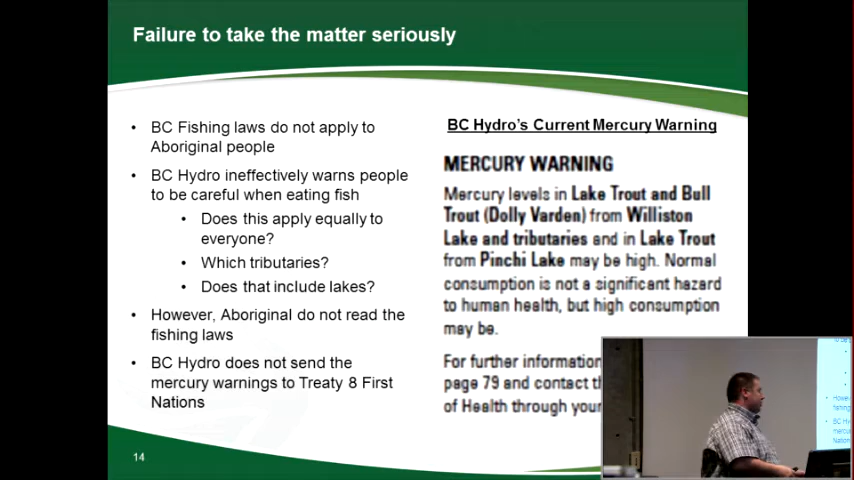 Failure to take the matter seriously
• BC Fishing laws do not apply to
Aboriginal people
• BC Hydro ineffectively warns people
to be careful when eating fish
• Does this apply equally to
everyone?
• Which tributaries?
• Does that include lakes?
• However, Aboriginal do not read the
fishing laws
• BC Hydro does not send the
mercury warnings to Treaty 8 First
Nations
BC Hydro's Current Mercury Warning
MERCURY WARNING
Mercury levels in Lake Trout and Bull
Trout (Dolly Varden) from Williston
Lake and tributaries and in Lake Trout
from Pinchi Lake may be high. Normal
consumption is not a significant hazard
to human health, but high consumption
may be.
For further information
page 79 and contact
of Health through your
14